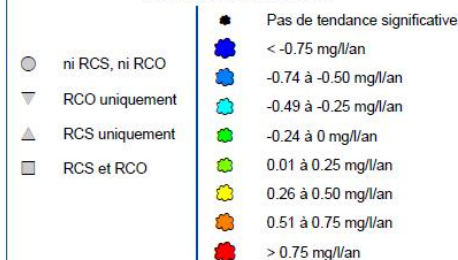 ni RCS, ni RCO
RCO uniquement
RCS uniquement
RCS et RCO
Pas de tendance significative
< -0.75 mg/l/an
-0.74 à -0.50 mg/l/an
-0.49 à -0.25 mg/l/an
-0.24 à 0 mg/l/an
0.01 à 0.25 mg/l/an
0.26 à 0.50 mg/l/an
0.51 à 0.75 mg/l/an
> 0.75 mg/l/an